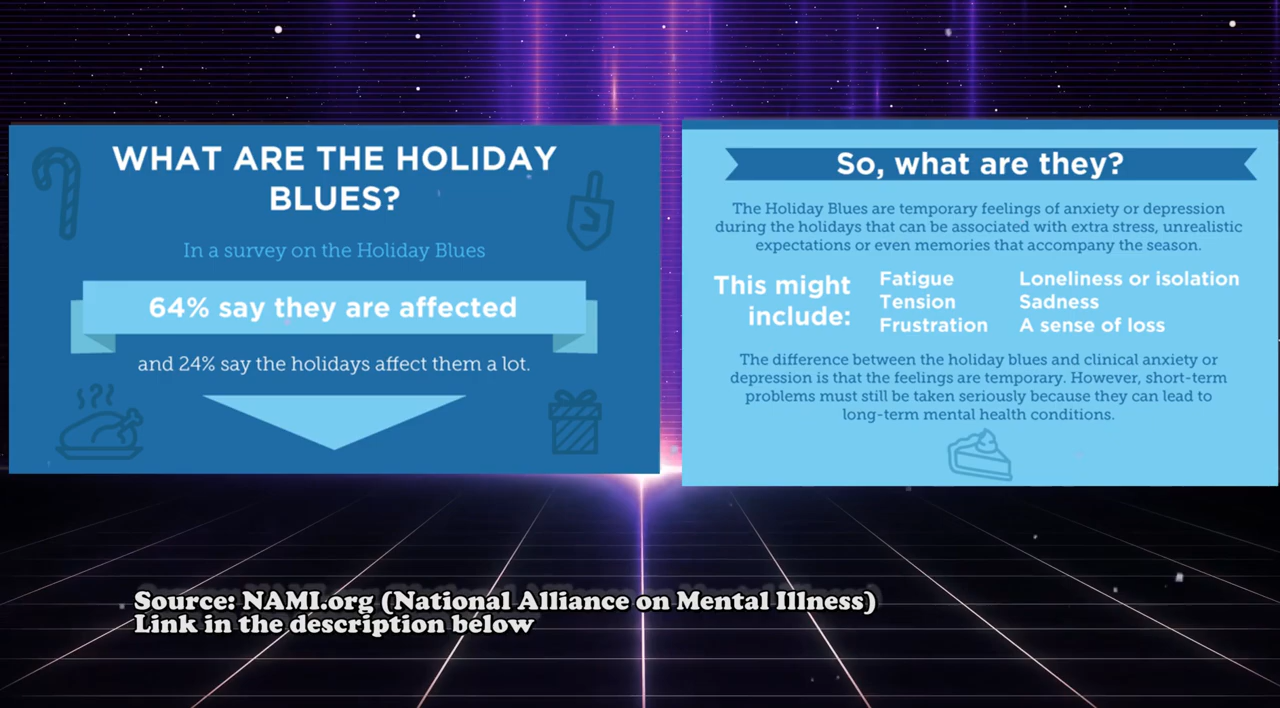 WHAT ARE THE HOLIDAY
BLUES?
In a survey on the Holiday Blues
64% say they are affected
and 24% say the holidays affect them a lot.
So, what are they?
The Holiday Blues are temporary feelings of anxiety or depression
during the holidays that can be associated with extra stress, unrealistic
expectations or even memories that accompany the season.
This might
include:
Fatigue
Tension
Frustration
Loneliness or isolation
Sadness
A sense of loss
The difference between the holiday blues and clinical anxiety or
depression is that the feelings are temporary. However, short-term
problems must still be taken seriously because they can lead to
long-term mental health conditions.
Source: NAMI.org (National Alliance on Mental Illness)
Link in the description below